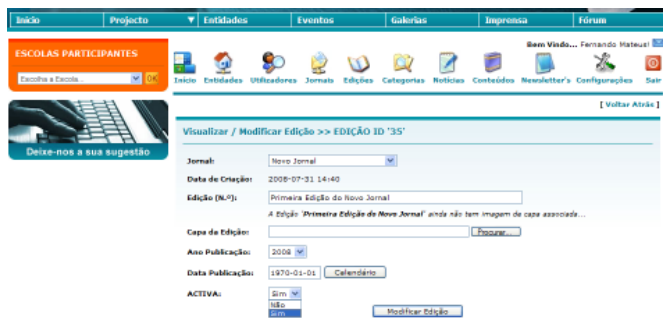 Início Projecto Entidades Eventos Galerias Imprensa Fórum
Bem Vindo... Fernando Mateus!
ESCOLAS PARTICIPANTES
Escolha a Escola... OK
Início Entidades Utilizadores Jornais Edições Categorias Notícias Conteúdos Newsletter's Configurações Sair
[ Voltar Atrás ]
Deixe-nos a sua sugestão
Visualizar / Modificar Edição >> EDIÇÃO ID '35'
Jornal: Novo Jornal
Data de Criação: 2008-07-31 14:40
Edição [N.º]: Primeira Edição do Novo Jornal
A Edição 'Primeira Edição do Novo Jornal' ainda não tem imagem de capa associada...
Capa da Edição: Procurar...
Ano Publicação: 2008
Data Publicação: 1970-01-01 Calendário
ACTIVA: Sim
Não
Sim
Modificar Edição